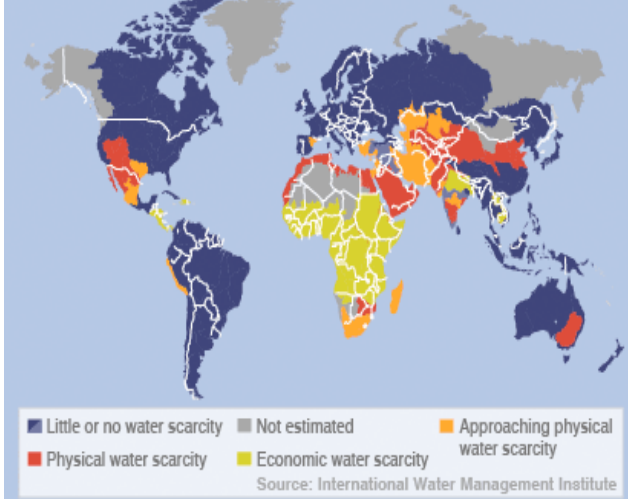 Little or no water scarcity
Not estimated
Approaching physical
water scarcity
Physical water scarcity
Economic water scarcity
Source: International Water Management Institute